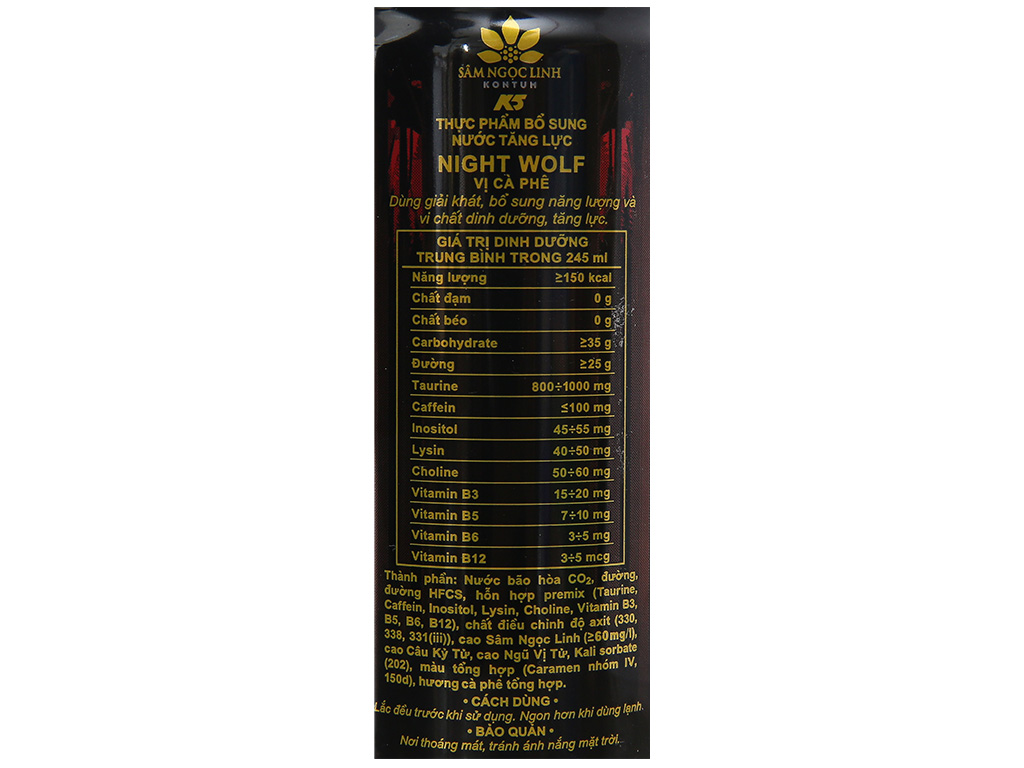 SÂM NGỌC LINH
KONTUM
K5
THỰC PHẨM BỔ SUNG
NƯỚC TĂNG LỰC
NIGHT WOLF
VỊ CÀ PHÊ
Dùng giải khát, bổ sung năng lượng và
vi chất dinh dưỡng, tăng lực.
GIÁ TRỊ DINH DƯỠNG
TRUNG BÌNH TRONG 245 ml
Năng lượng ≥150 kcal
Chất đạm 0 g
Chất béo 0 g
Carbohydrate ≥35 g
Đường ≥25 g
Taurine 800÷1000 mg
Caffein ≤100 mg
Inositol 45÷55 mg
Lysin 40÷50 mg
Choline 50÷60 mg
Vitamin B3 15÷20 mg
Vitamin B5 7÷10 mg
Vitamin B6 3÷5 mg
Vitamin B12 3÷5 mcg
Thành phần: Nước bão hòa CO₂, đường,
đường HFCS, hỗn hợp premix (Taurine,
Caffein, Inositol, Lysin, Choline, Vitamin B3,
B5, B6, B12), chất điều chỉnh độ axit (330,
338, 331(iii)), cao Sâm Ngọc Linh (≥60mg/l),
cao Câu Kỷ Tử, cao Ngũ Vị Tử, Kali sorbate
(202), màu tổng hợp (Caramen nhóm IV,
150d), hương cà phê tổng hợp.
• CÁCH DÙNG •
Lắc đều trước khi sử dụng. Ngon hơn khi dùng lạnh.
• BẢO QUẢN •
Nơi thoáng mát, tránh ánh nắng mặt trời.